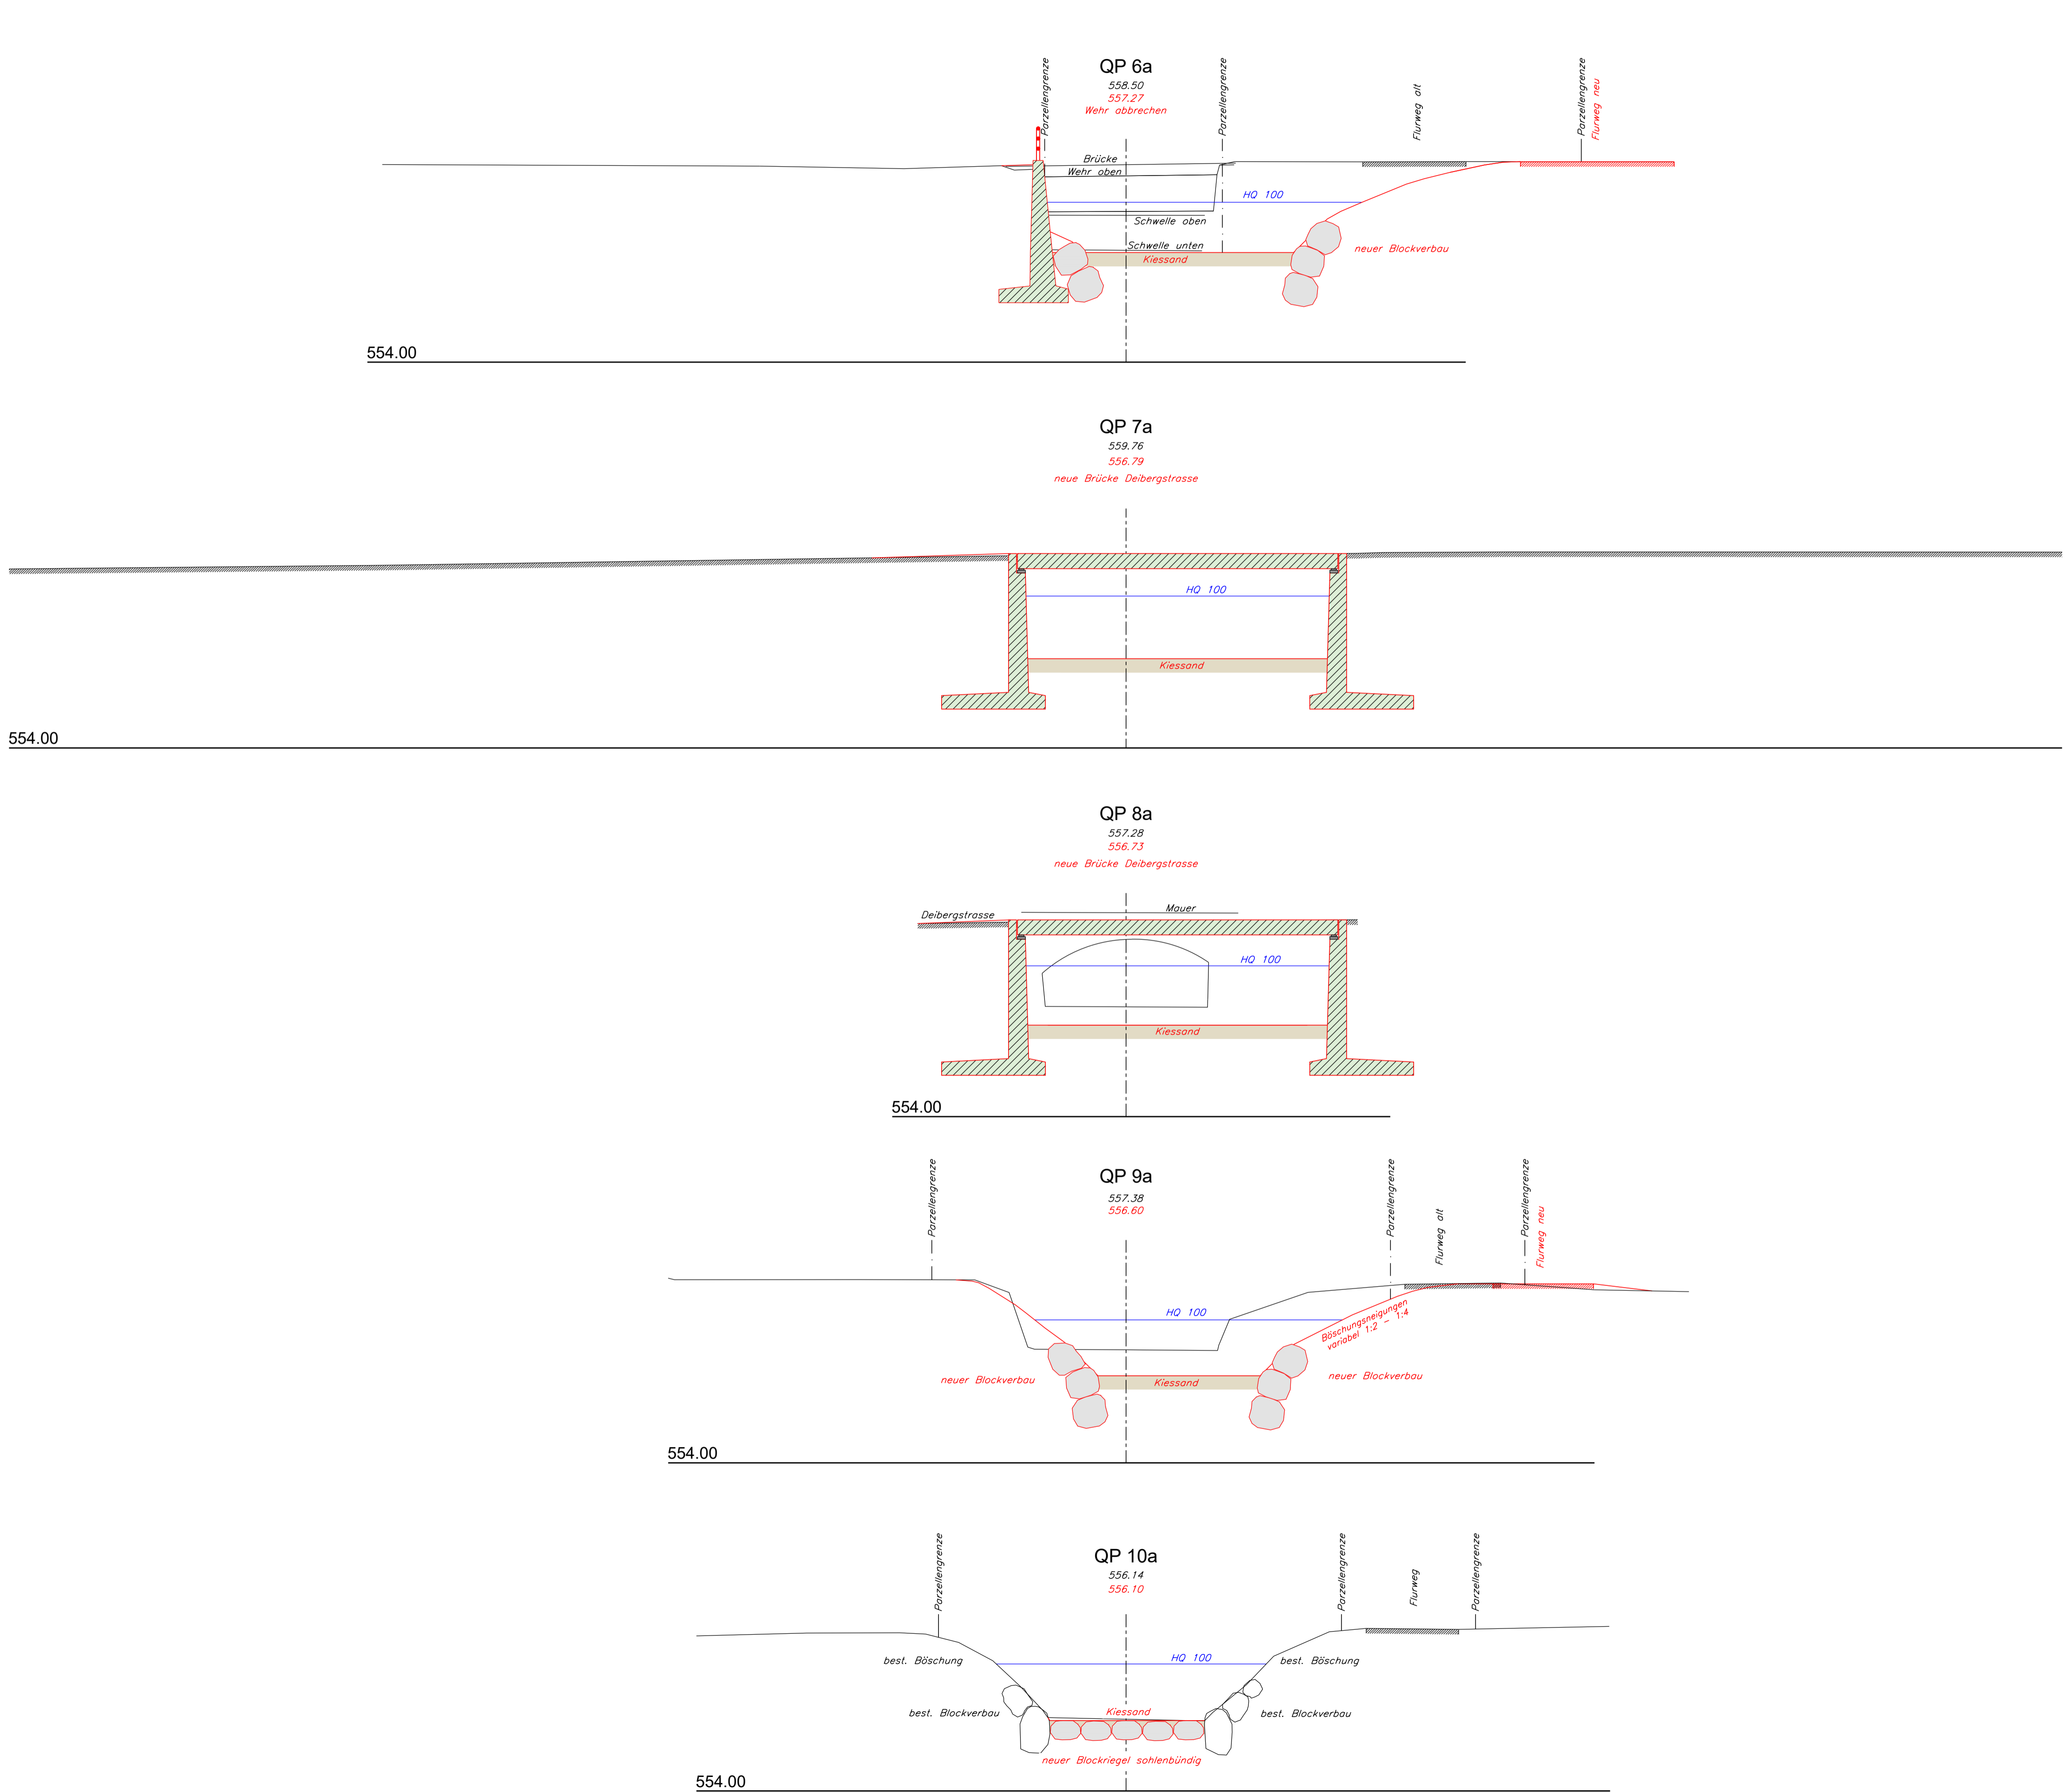 Parzellengrenze
QP 6a
558.50
557.27
Wehr abbrechen
Parzellengrenze
Flurweg alt
Parzellengrenze
Flurweg neu
Brücke
Wehr oben
HQ 100
Schwelle oben
Schwelle unten
neuer Blockverbau
Kiessand
554.00
QP 7a
559.76
556.79
neue Brücke Deibergstrasse
HQ 100
Kiessand
554.00
QP 8a
557.28
556.73
neue Brücke Deibergstrasse
Deibergstrasse
Mauer
HQ 100
Kiessand
554.00
Parzellengrenze
QP 9a
557.38
556.60
Parzellengrenze
Flurweg alt
Parzellengrenze
Flurweg neu
HQ 100
Böschungsneigungen
variabel 1:2 - 1:4
neuer Blockverbau
Kiessand
neuer Blockverbau
554.00
Parzellengrenze
QP 10a
556.14
556.10
Parzellengrenze
Flurweg
Parzellengrenze
best. Böschung
HQ 100
best. Böschung
best. Blockverbau
Kiessand
best. Blockverbau
neuer Blockriegel sohlenbündig
554.00